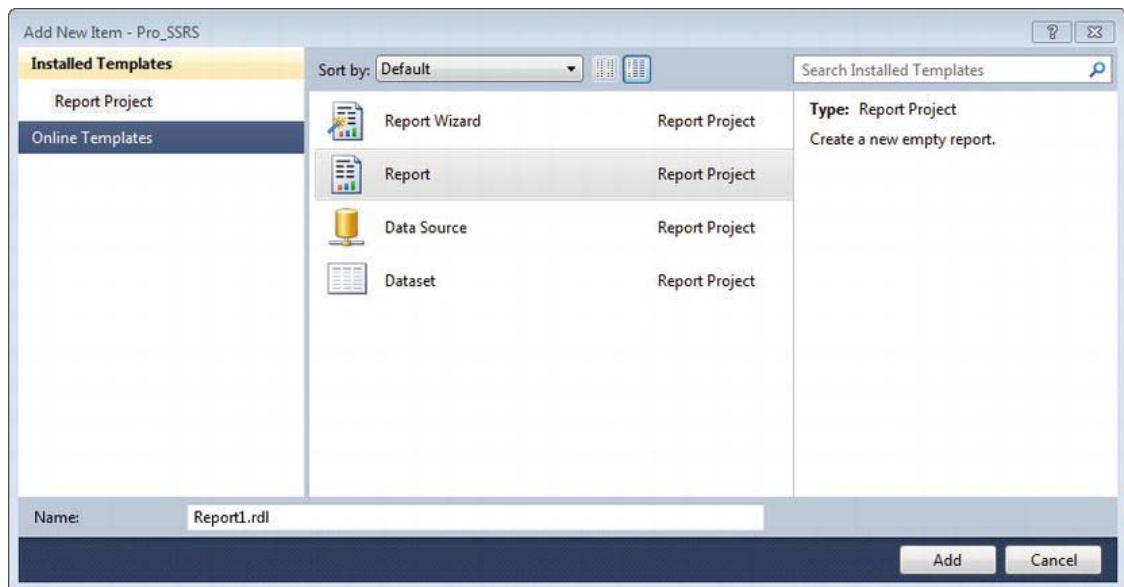 Add New Item - Pro_SSRS
Installed Templates
Report Project
Online Templates
Sort by: Default
Report Wizard Report Project
Report Report Project
Data Source Report Project
Dataset Report Project
Search Installed Templates
Type: Report Project
Create a new empty report.
Name: Report1.rdl
Add Cancel